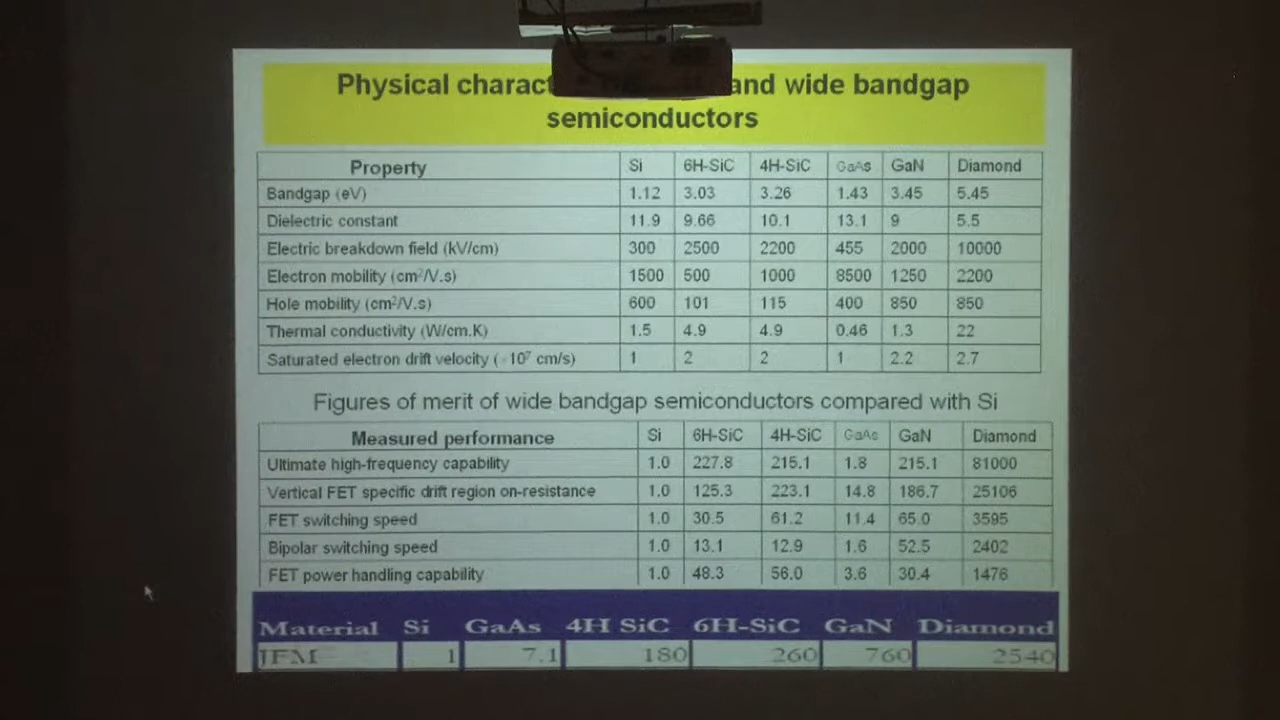 Physical charact and wide bandgap
semiconductors
Property Si 6H-SiC 4H-SiC GaAs GaN Diamond
Bandgap (eV) 1.12 3.03 3.26 1.43 3.45 5.45
Dielectric constant 11.9 9.66 10.1 13.1 9 5.5
Electric breakdown field (kV/cm) 300 2500 2200 455 2000 10000
Electron mobility (cm²/V.s) 1500 500 1000 8500 1250 2200
Hole mobility (cm²/V.s) 600 101 115 400 850 850
Thermal conductivity (W/cm.K) 1.5 4.9 4.9 0.46 1.3 22
Saturated electron drift velocity (×10⁷ cm/s) 1 2 2 1 2.2 2.7
Figures of merit of wide bandgap semiconductors compared with Si
Measured performance Si 6H-SiC 4H-SiC GaAs GaN Diamond
Ultimate high-frequency capability 1.0 227.8 215.1 1.8 215.1 81000
Vertical FET specific drift region on-resistance 1.0 125.3 223.1 14.8 186.7 25106
FET switching speed 1.0 30.5 61.2 11.4 65.0 3595
Bipolar switching speed 1.0 13.1 12.9 1.6 52.5 2402
FET power handling capability 1.0 48.3 56.0 3.6 30.4 1476
Material Si GaAs 4H SiC 6H-SiC GaN Diamond
JFM 1 7.1 180 260 760 2540